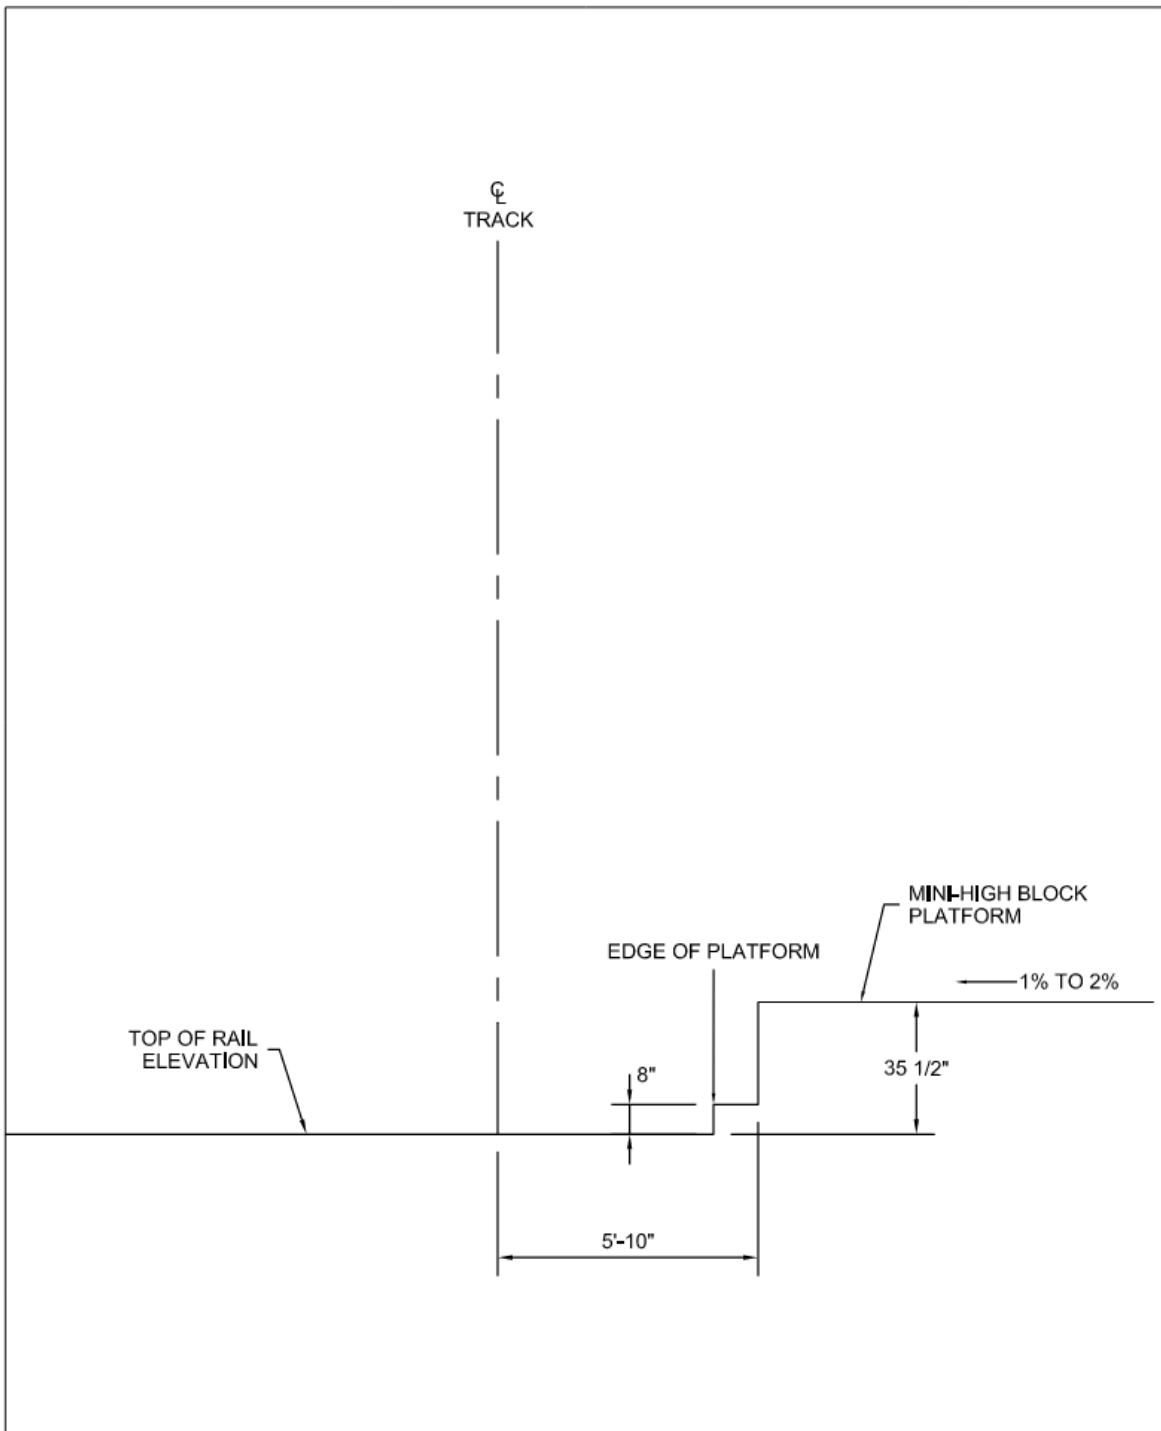 ℄
TRACK
MINI-HIGH BLOCK
PLATFORM
EDGE OF PLATFORM
1% TO 2%
TOP OF RAIL
ELEVATION
8"
35 1/2"
5'-10"